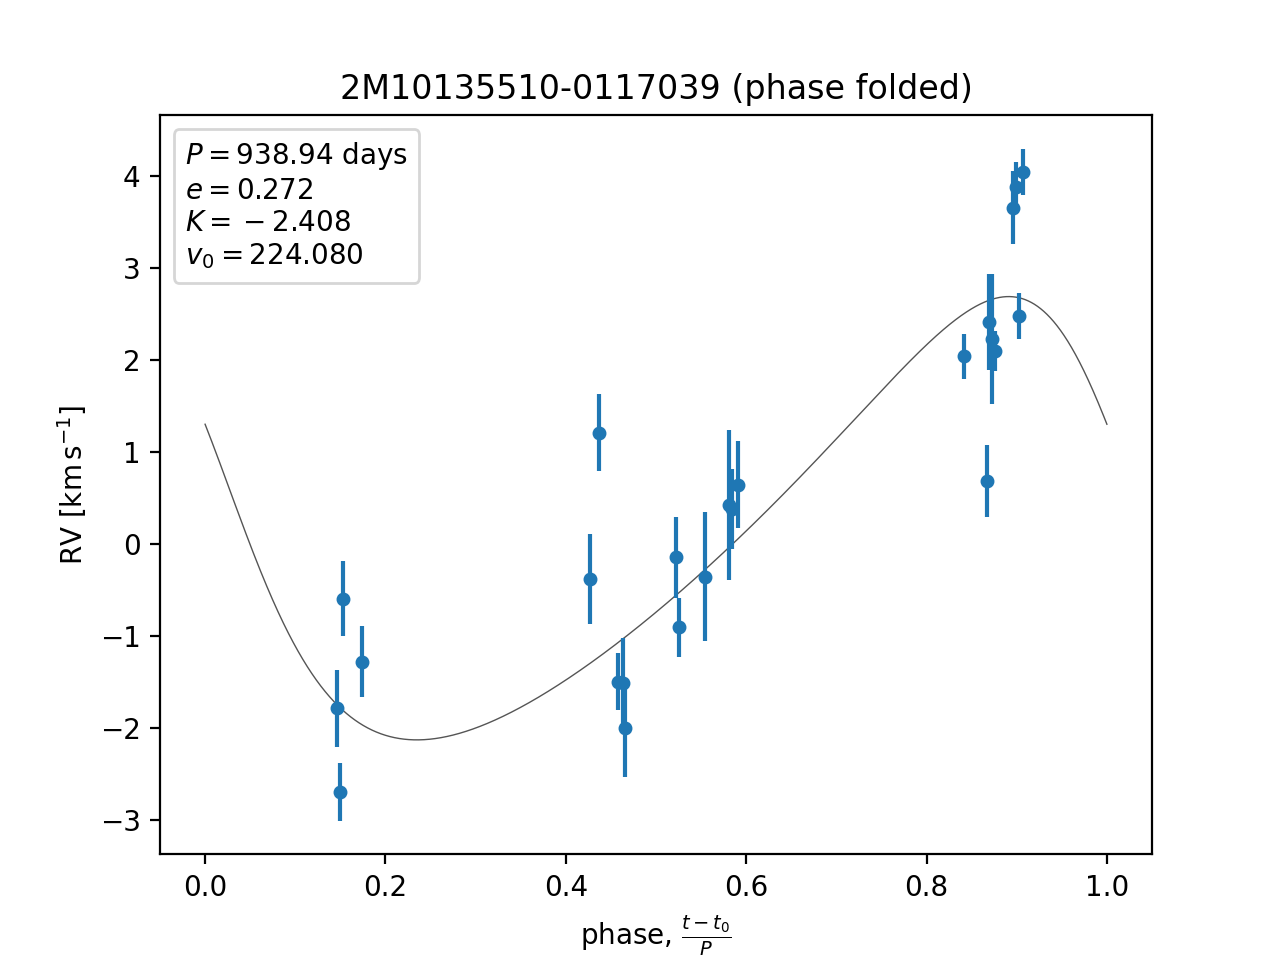 2M10135510-0117039 (phase folded)
P = 938.94 days
e = 0.272
K = −2.408
v₀ = 224.080
RV [km s⁻¹]
4
3
2
1
0
−1
−2
−3
0.0 0.2 0.4 0.6 0.8 1.0
phase, (t − t₀)/P